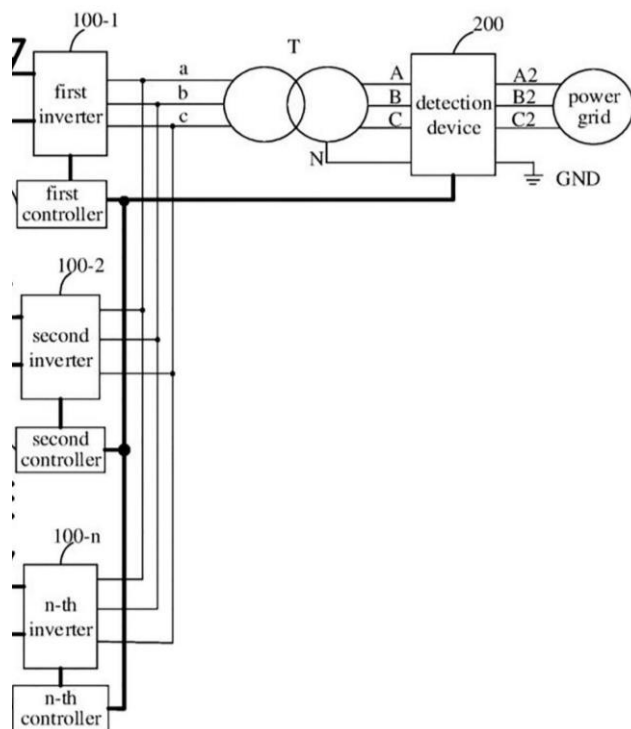 100-1
200
T
first
inverter
a
b
c
A
B
C
N
detection
device
A2
B2
C2
power
grid
GND
first
controller
100-2
second
inverter
second
controller
100-n
n-th
inverter
n-th
controller